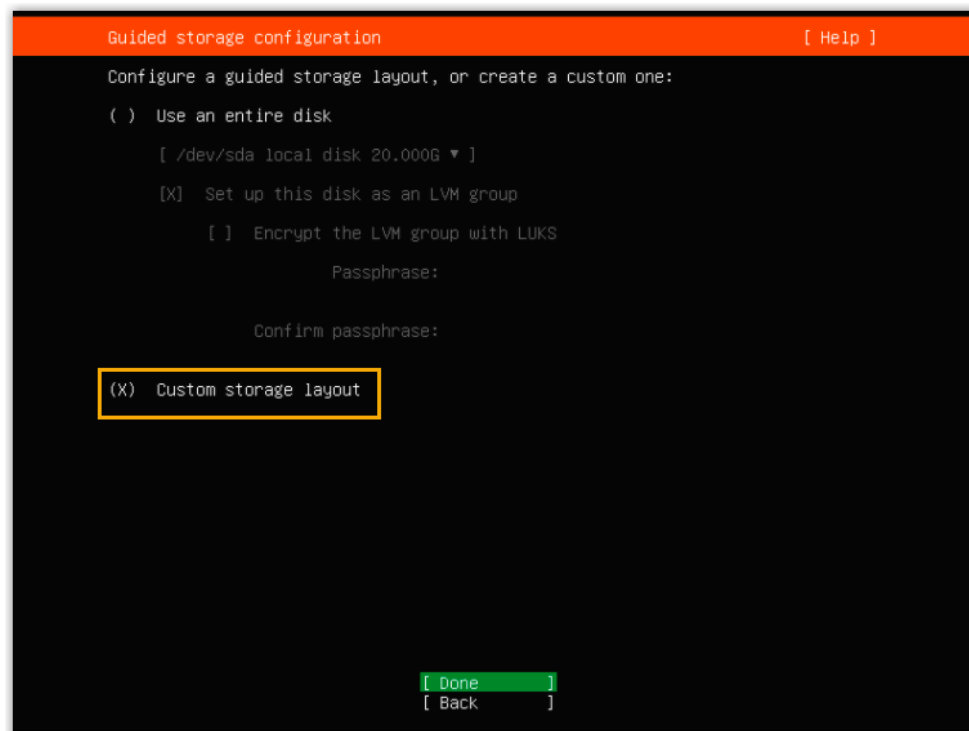 Guided storage configuration [ Help ]
Configure a guided storage layout, or create a custom one:
( ) Use an entire disk
[ /dev/sda local disk 20.000G ▾ ]
[X] Set up this disk as an LVM group
[ ] Encrypt the LVM group with LUKS
Passphrase:
Confirm passphrase:
(X) Custom storage layout
[ Done ]
[ Back ]